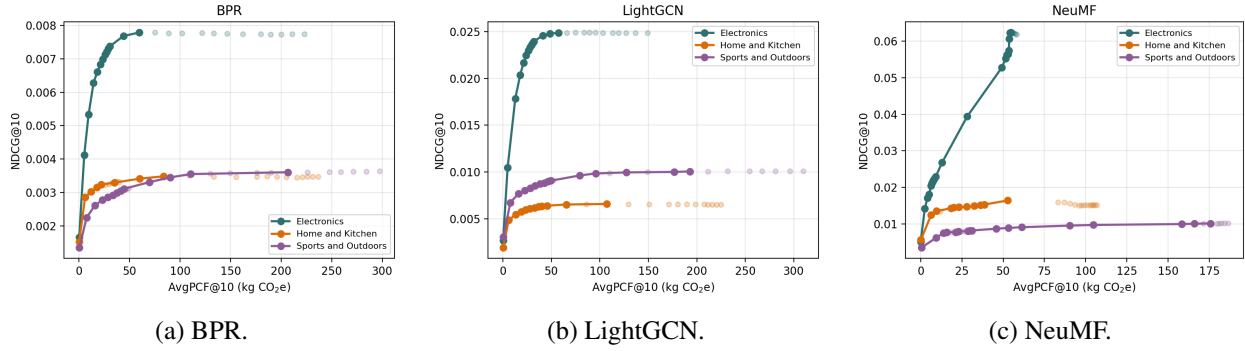 BPR
NDCG@10
0.008
0.007
0.006
0.005
0.004
0.003
0.002
0 50 100 150 200 250 300
AvgPCF@10 (kg CO₂e)
Electronics
Home and Kitchen
Sports and Outdoors
(a) BPR.
LightGCN
NDCG@10
0.025
0.020
0.015
0.010
0.005
0 50 100 150 200 250 300
AvgPCF@10 (kg CO₂e)
Electronics
Home and Kitchen
Sports and Outdoors
(b) LightGCN.
NeuMF
NDCG@10
0.06
0.05
0.04
0.03
0.02
0.01
0 25 50 75 100 125 150 175
AvgPCF@10 (kg CO₂e)
Electronics
Home and Kitchen
Sports and Outdoors
(c) NeuMF.